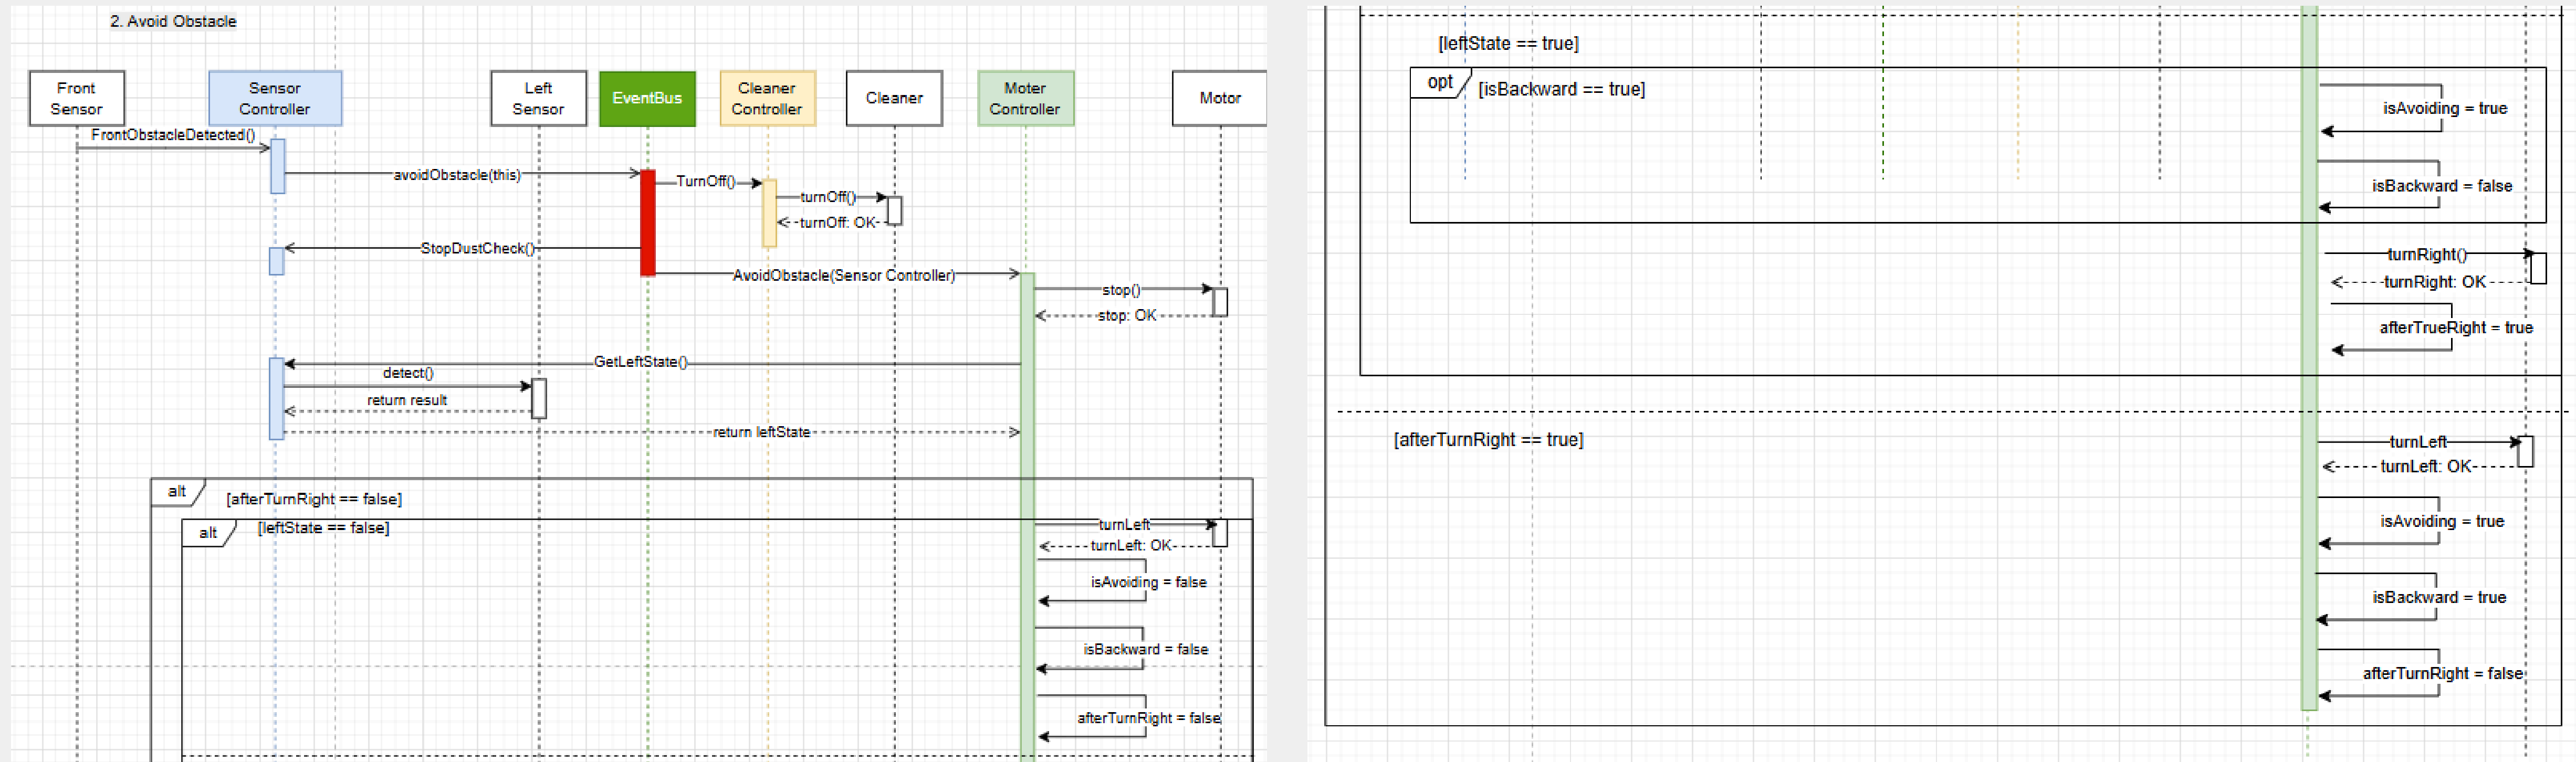 2. Avoid Obstacle
Front
Sensor
Sensor
Controller
Left
Sensor
EventBus
Cleaner
Controller
Cleaner
Moter
Controller
Motor
FrontObstacleDetected()
avoidObstacle(this)
TurnOff()
turnOff()
turnOff: OK
StopDustCheck()
AvoidObstacle(Sensor Controller)
stop()
stop: OK
GetLeftState()
detect()
return result
return leftState
alt
[afterTurnRight == false]
alt
[leftState == false]
turnLeft
turnLeft: OK
isAvoiding = false
isBackward = false
afterTurnRight = false
[leftState == true]
opt
[isBackward == true]
isAvoiding = true
isBackward = false
turnRight()
turnRight: OK
afterTrueRight = true
[afterTurnRight == true]
turnLeft
turnLeft: OK
isAvoiding = true
isBackward = true
afterTurnRight = false